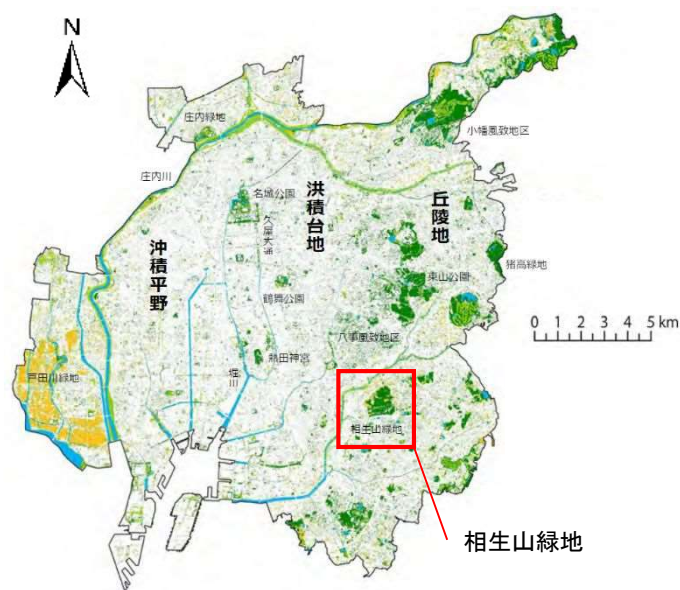 N
庄内緑地
小幡風致地区
庄内川
名城公園
洪積台地
丘陵地
久屋大通
沖積平野
猪高緑地
東山公園
鶴舞公園
0 1 2 3 4 5 km
八事風致地区
熱田神宮
戸田川緑地
堀川
相生山緑地
相生山緑地